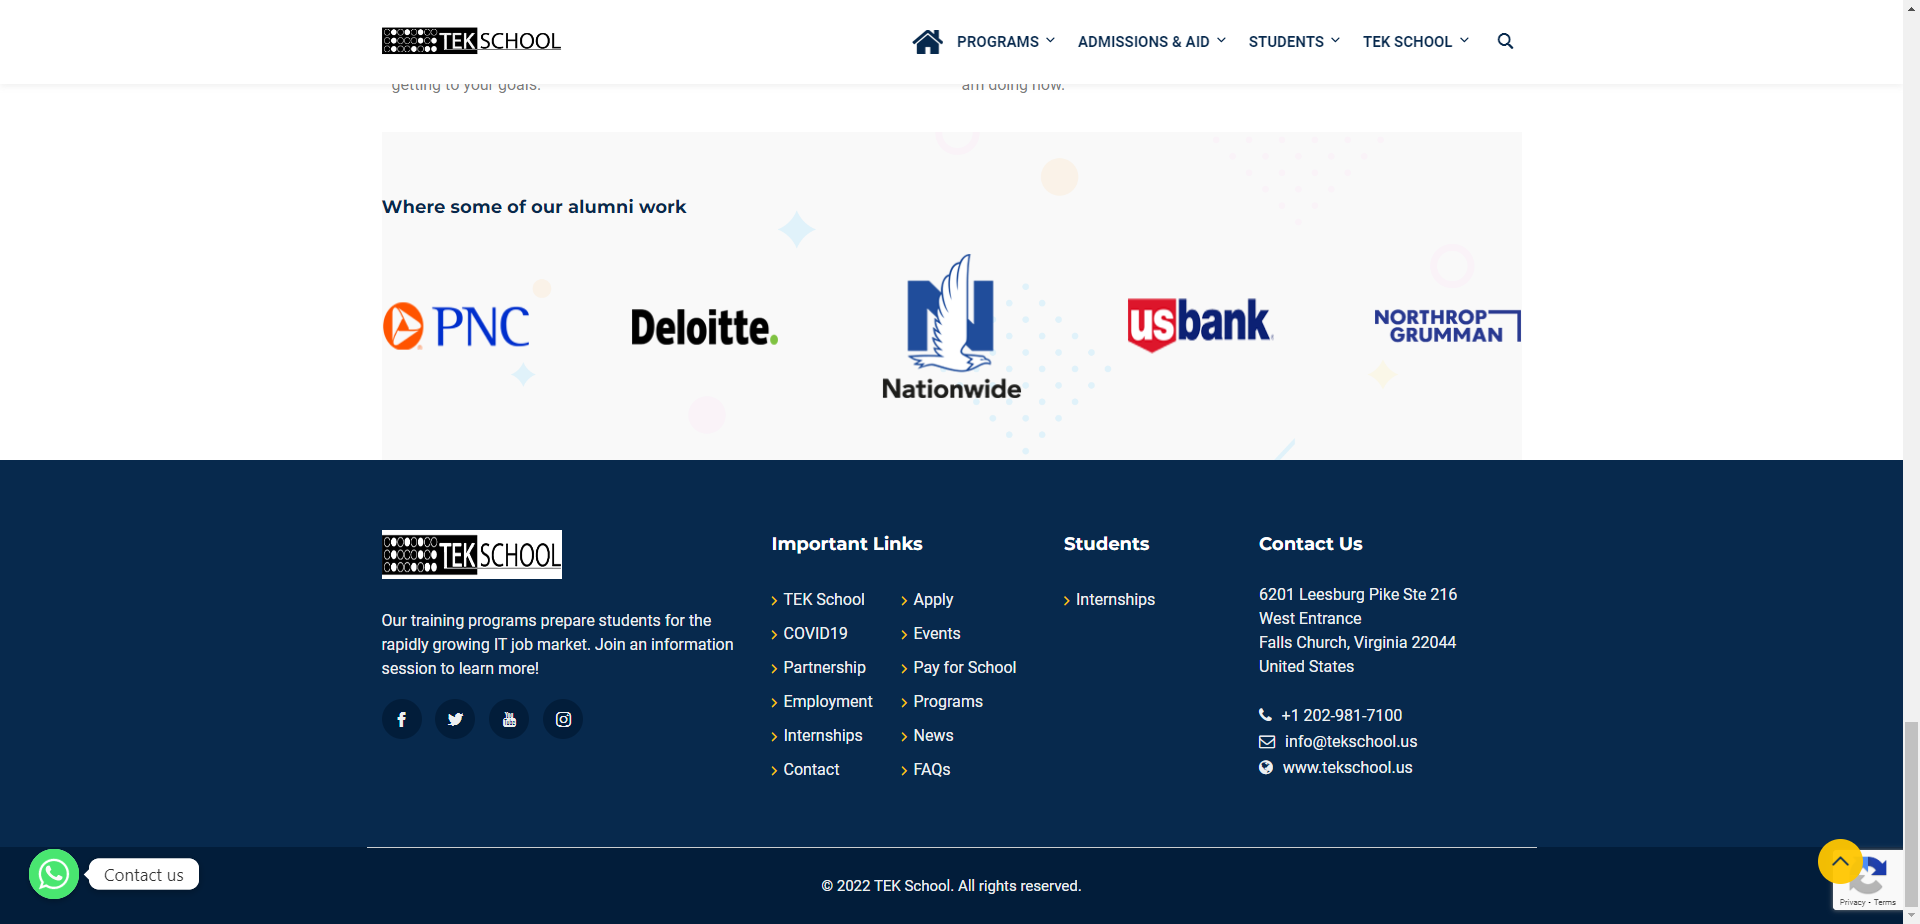 TEK SCHOOL
PROGRAMS
ADMISSIONS & AID
STUDENTS
TEK SCHOOL
getting to your goals.
am doing now.
Where some of our alumni work
PNC
Deloitte.
Nationwide
usbank
NORTHROP
GRUMMAN
TEK SCHOOL
Our training programs prepare students for the
rapidly growing IT job market. Join an information
session to learn more!
Important Links
TEK School
COVID19
Partnership
Employment
Internships
Contact
Apply
Events
Pay for School
Programs
News
FAQs
Students
Internships
Contact Us
6201 Leesburg Pike Ste 216
West Entrance
Falls Church, Virginia 22044
United States
+1 202-981-7100
info@tekschool.us
www.tekschool.us
Contact us
© 2022 TEK School. All rights reserved.
Privacy - Terms